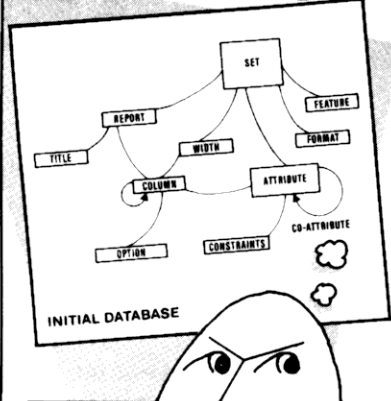 SET
REPORT
FEATURE
TITLE
WIDTH
FORMAT
COLUMN
ATTRIBUTE
OPTION
CONSTRAINTS
CO-ATTRIBUTE
INITIAL DATABASE